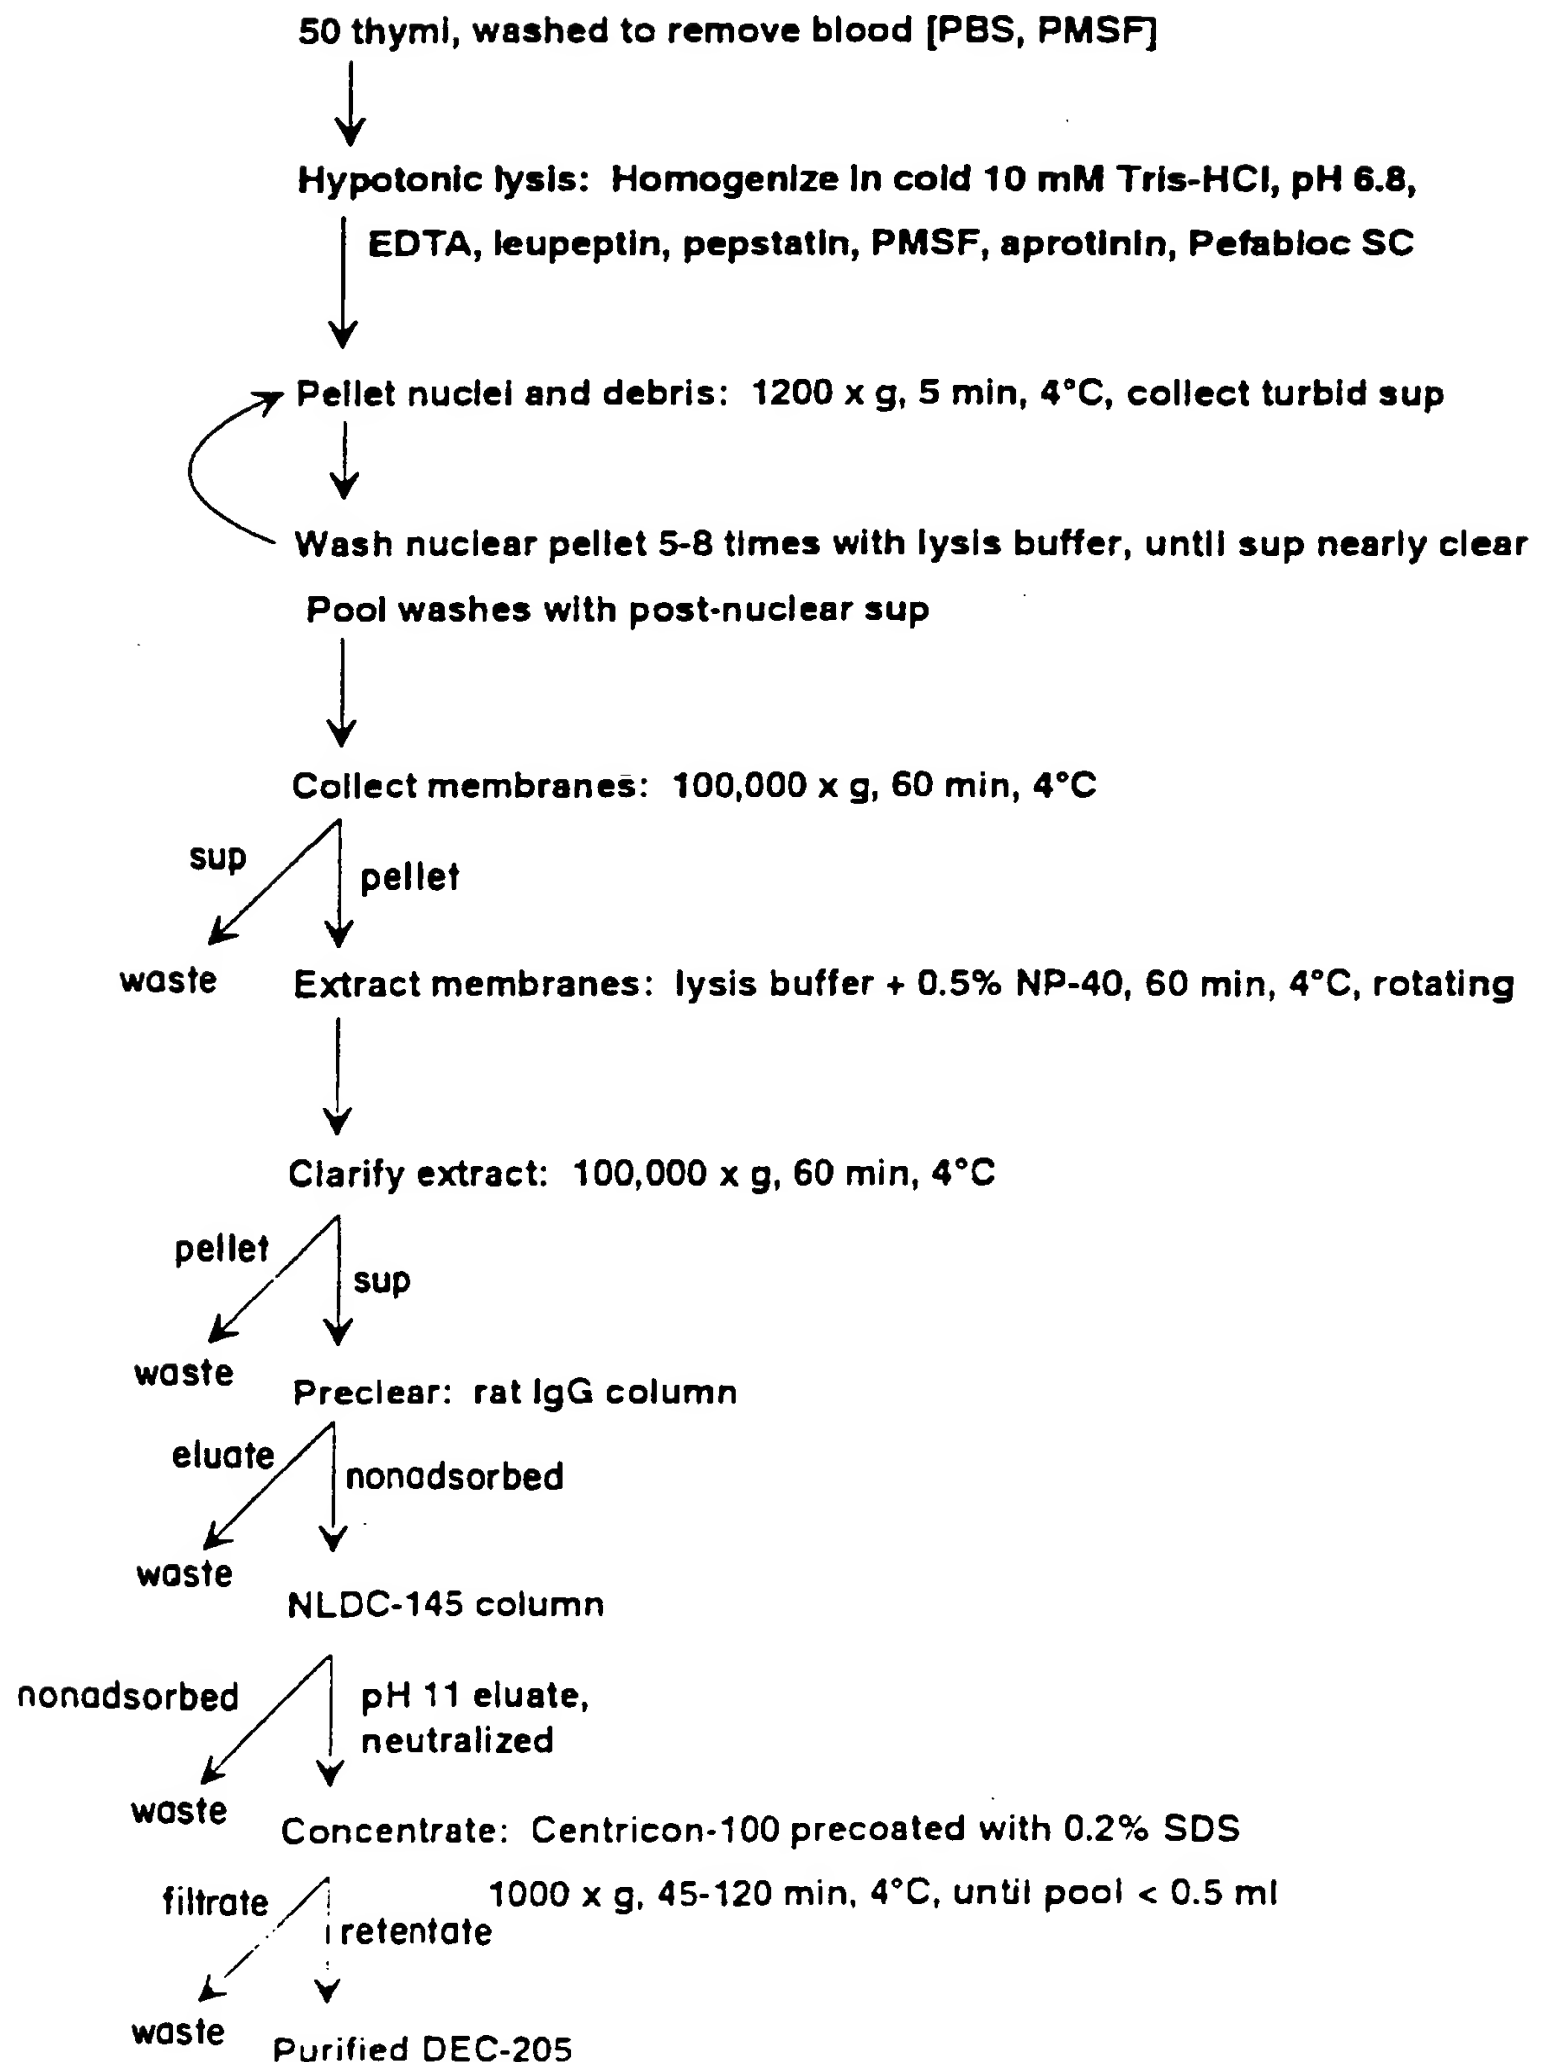 50 thymi, washed to remove blood [PBS, PMSF]
Hypotonic lysis: Homogenize in cold 10 mM Tris-HCl, pH 6.8,
EDTA, leupeptin, pepstatin, PMSF, aprotinin, Pefabloc SC
Pellet nuclei and debris: 1200 x g, 5 min, 4°C, collect turbid sup
Wash nuclear pellet 5-8 times with lysis buffer, until sup nearly clear
Pool washes with post-nuclear sup
Collect membranes: 100,000 x g, 60 min, 4°C
sup
pellet
waste
Extract membranes: lysis buffer + 0.5% NP-40, 60 min, 4°C, rotating
Clarify extract: 100,000 x g, 60 min, 4°C
pellet
sup
waste
Preclear: rat IgG column
eluate
nonadsorbed
waste
NLDC-145 column
nonadsorbed
pH 11 eluate,
neutralized
waste
Concentrate: Centricon-100 precoated with 0.2% SDS
1000 x g, 45-120 min, 4°C, until pool < 0.5 ml
filtrate
retentate
waste
Purified DEC-205